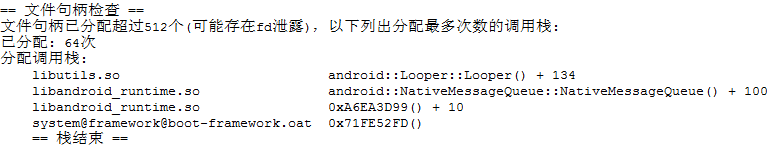 == 文件句柄检查 ==
文件句柄已分配超过512个(可能存在fd泄露)，以下列出分配最多次数的调用栈：
已分配：64次
分配调用栈：
libutils.so android::Looper::Looper() + 134
libandroid_runtime.so android::NativeMessageQueue::NativeMessageQueue() + 100
libandroid_runtime.so 0xA6EA3D99() + 10
system@framework@boot-framework.oat 0x71FE52FD()
== 栈结束 ==